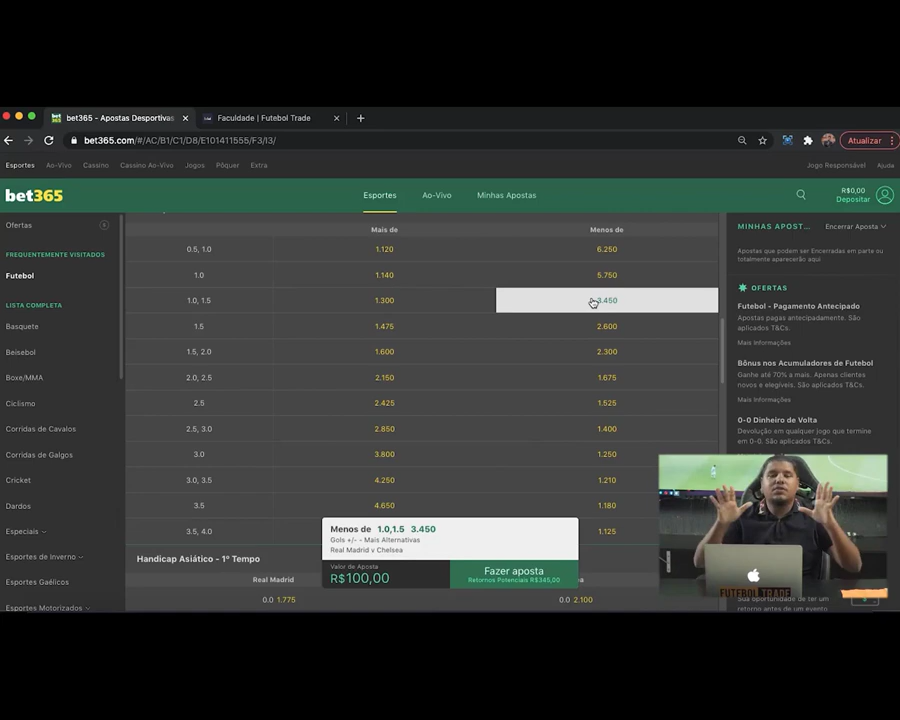 bet365 - Apostas Desportivas
Faculdade | Futebol Trade
bet365.com/#/AC/B1/C1/D8/E101411555/F3/I3/
Atualizar
Esportes Ao-Vivo Cassino Cassino Ao-Vivo Jogos Pôquer Extra
Jogo Responsável Ajuda
bet365
Esportes Ao-Vivo Minhas Apostas
R$0,00
Depositar
Ofertas
FREQUENTEMENTE VISITADOS
Futebol
LISTA COMPLETA
Basquete
Beisebol
Boxe/MMA
Ciclismo
Corridas de Cavalos
Corridas de Galgos
Cricket
Dardos
Especiais
Esportes de Inverno
Esportes Gaélicos
Esportes Motorizados
Mais de Menos de
0.5, 1.0 1.120 6.250
1.0 1.140 5.750
1.0, 1.5 1.300 3.450
1.5 1.475 2.600
1.5, 2.0 1.600 2.300
2.0, 2.5 2.150 1.675
2.5 2.425 1.525
2.5, 3.0 2.850 1.400
3.0 3.800 1.250
3.0, 3.5 4.250 1.210
3.5 4.650 1.180
3.5, 4.0 1.125
Menos de 1.0,1.5 3.450
Gols +/- - Mais Alternativas
Real Madrid v Chelsea
Valor de Aposta
R$100,00
Fazer aposta
Retornos Potenciais R$345,00
Handicap Asiático - 1º Tempo
Real Madrid
0.0 1.775 0.0 2.100
MINHAS APOST... Encerrar Aposta
Apostas que podem ser Encerradas em parte ou
totalmente aparecerão aqui
OFERTAS
Futebol - Pagamento Antecipado
Apostas pagas antecipadamente. São
aplicados T&Cs.
Mais Informações
Bônus nos Acumuladores de Futebol
Ganhe até 70% a mais. Apenas clientes
novos e elegíveis. São aplicados T&Cs.
Mais Informações
0-0 Dinheiro de Volta
Devolução em qualquer jogo que termine
em 0-0. São aplicados T&Cs.
FUTEBOL TRADE
Sua oportunidade de ter um
retorno antes de um evento